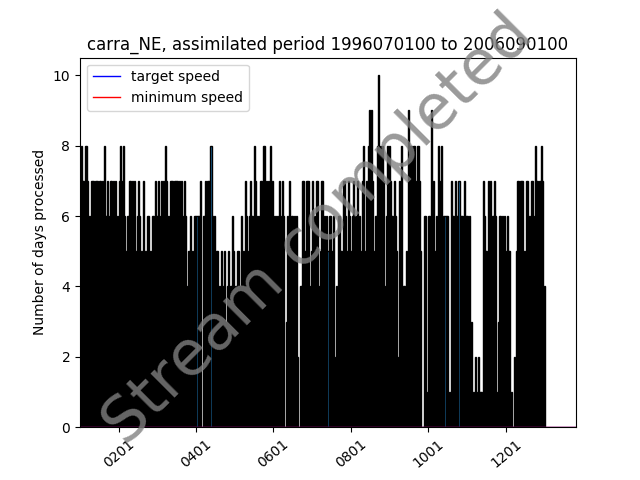 carra_NE, assimilated period 1996070100 to 2006090100
target speed
minimum speed
Number of days processed
10
8
6
4
2
0
0201
0401
0601
0801
1001
1201
Stream completed